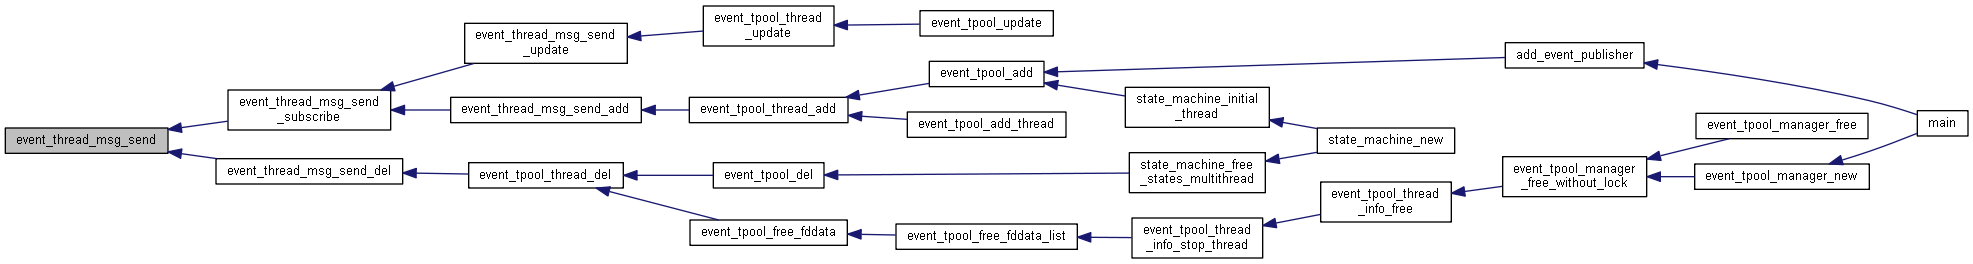 event_thread_msg_send
event_thread_msg_send
_subscribe
event_thread_msg_send
_update
event_tpool_thread
_update
event_tpool_update
event_thread_msg_send_add
event_tpool_thread_add
event_tpool_add
event_tpool_add_thread
add_event_publisher
main
state_machine_initial
_thread
state_machine_new
event_thread_msg_send_del
event_tpool_thread_del
event_tpool_del
state_machine_free
_states_multithread
event_tpool_free_fddata
event_tpool_free_fddata_list
event_tpool_thread
_info_stop_thread
event_tpool_thread
_info_free
event_tpool_manager
_free_without_lock
event_tpool_manager_free
event_tpool_manager_new